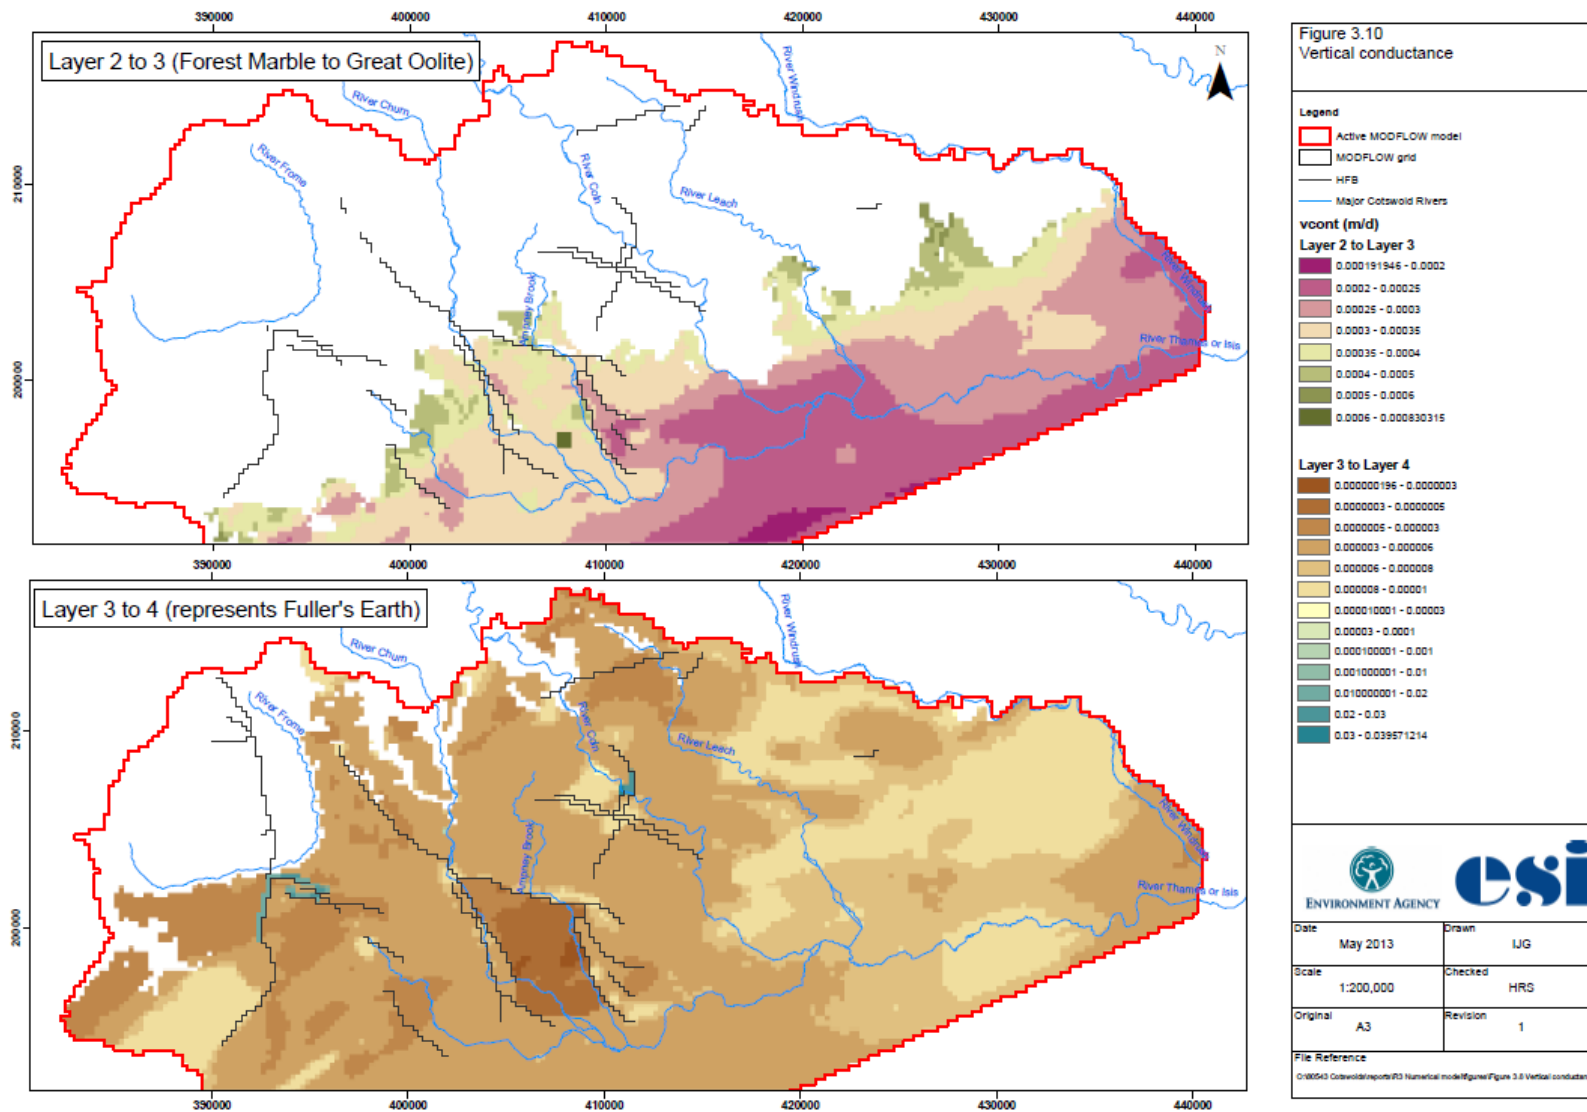 390000 400000 410000 420000 430000 440000
Layer 2 to 3 (Forest Marble to Great Oolite)
N
River Churn
River Windrush
River Frome
River Coln
River Leach
Ampney Brook
River Windrush
River Thames or Isis
210000
200000
390000 400000 410000 420000 430000 440000
Layer 3 to 4 (represents Fuller's Earth)
River Churn
River Windrush
River Frome
River Coln
River Leach
Ampney Brook
River Windrush
River Thames or Isis
210000
200000
390000 400000 410000 420000 430000 440000
Figure 3.10
Vertical conductance
Legend
Active MODFLOW model
MODFLOW grid
HFB
Major Cotswold Rivers
vcont (m/d)
Layer 2 to Layer 3
0.000191946 - 0.0002
0.0002 - 0.00025
0.00025 - 0.0003
0.0003 - 0.00035
0.00035 - 0.0004
0.0004 - 0.0005
0.0005 - 0.0006
0.0006 - 0.000830315
Layer 3 to Layer 4
0.000000196 - 0.0000003
0.0000003 - 0.0000005
0.0000005 - 0.000003
0.000003 - 0.000006
0.000006 - 0.000008
0.000008 - 0.00001
0.000010001 - 0.00003
0.00003 - 0.0001
0.000100001 - 0.001
0.001000001 - 0.01
0.010000001 - 0.02
0.02 - 0.03
0.03 - 0.039571214
ENVIRONMENT AGENCY
esi
Date
May 2013
Drawn
IJG
Scale
1:200,000
Checked
HRS
Original
A3
Revision
1
File Reference